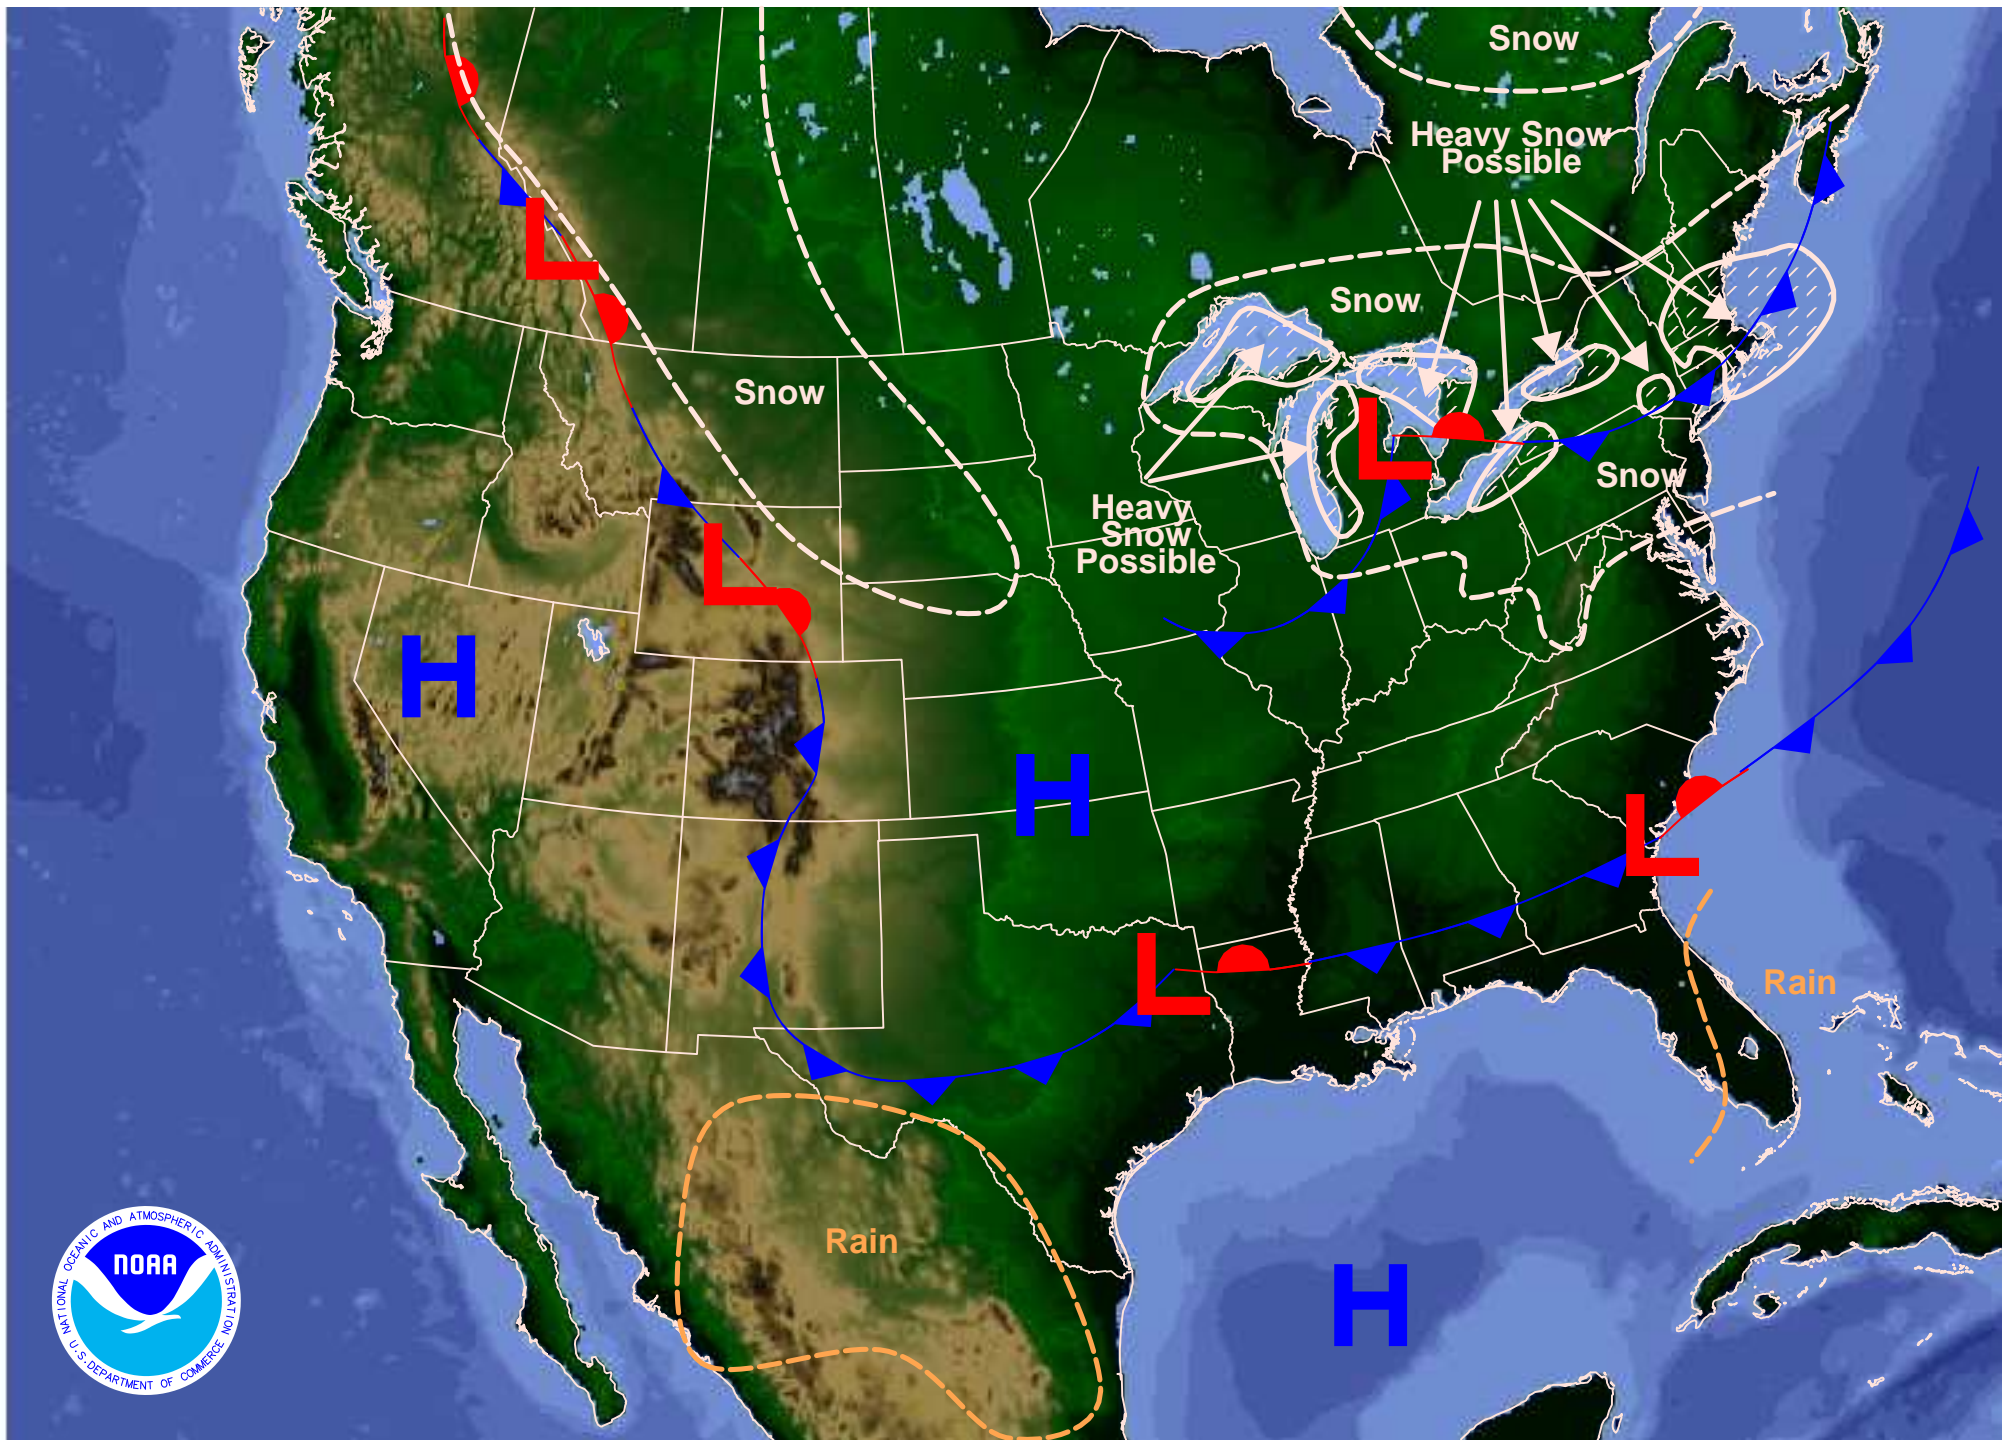 Snow
Heavy Snow
Possible
Snow
L
L
Snow
L
Snow
Heavy
Snow
Possible
L
H
H
L
L
Rain
Rain
H
NOAA
NATIONAL OCEANIC AND ATMOSPHERIC ADMINISTRATION
U.S. DEPARTMENT OF COMMERCE